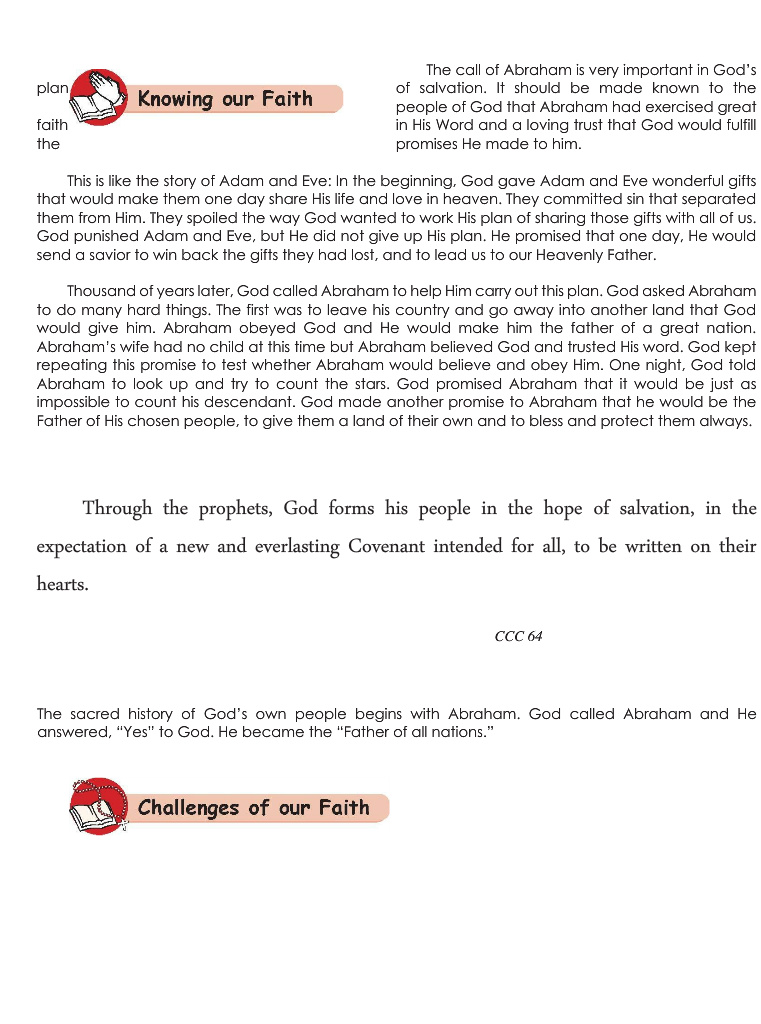 Knowing our Faith
The call of Abraham is very important in God’s
plan of salvation. It should be made known to the
people of God that Abraham had exercised great
faith in His Word and a loving trust that God would fulfill
the promises He made to him.
This is like the story of Adam and Eve: In the beginning, God gave Adam and Eve wonderful gifts
that would make them one day share His life and love in heaven. They committed sin that separated
them from Him. They spoiled the way God wanted to work His plan of sharing those gifts with all of us.
God punished Adam and Eve, but He did not give up His plan. He promised that one day, He would
send a savior to win back the gifts they had lost, and to lead us to our Heavenly Father.
Thousand of years later, God called Abraham to help Him carry out this plan. God asked Abraham
to do many hard things. The first was to leave his country and go away into another land that God
would give him. Abraham obeyed God and He would make him the father of a great nation.
Abraham’s wife had no child at this time but Abraham believed God and trusted His word. God kept
repeating this promise to test whether Abraham would believe and obey Him. One night, God told
Abraham to look up and try to count the stars. God promised Abraham that it would be just as
impossible to count his descendant. God made another promise to Abraham that he would be the
Father of His chosen people, to give them a land of their own and to bless and protect them always.
Through the prophets, God forms his people in the hope of salvation, in the
expectation of a new and everlasting Covenant intended for all, to be written on their
hearts.
CCC 64
The sacred history of God’s own people begins with Abraham. God called Abraham and He
answered, “Yes” to God. He became the “Father of all nations.”
Challenges of our Faith